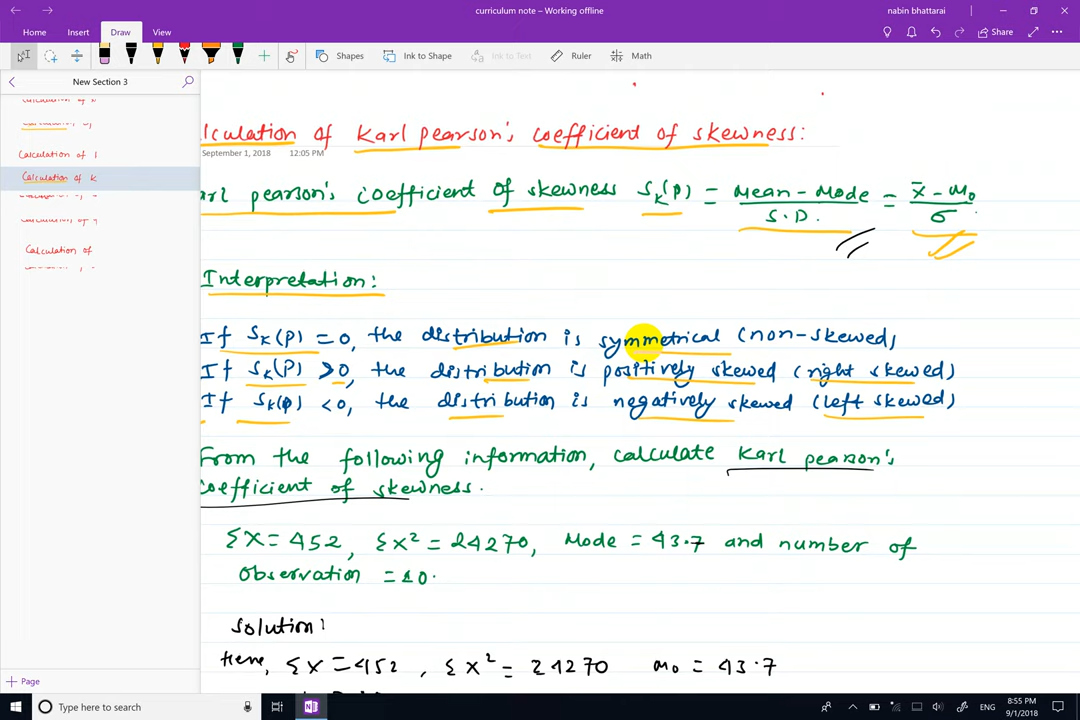 curriculum note - Working offline
nabin bhattarai
Home Insert Draw View
Share
Shapes Ink to Shape Ink to Text Ruler Math
New Section 3
Calculation of
Calculation of
Calculation of k
Calculation of
lculation of Karl pearson's coefficient of skewness:
September 1, 2018 12:05 PM
arl pearson's coefficient of skewness Sk(P) = Mean - Mode / S.D. = x̄ - M₀ / σ
Interpretation:
If Sk(P) = 0, the distribution is symmetrical (non-skewed)
If Sk(P) >0, the distribution is positively skewed (right skewed)
If Sk(P) <0, the distribution is negatively skewed (left skewed)
From the following information, calculate Karl pearson's
coefficient of skewness.
ΣX = 452, Σx² = 24270, Mode = 43.7 and number of
observation = 10.
Solution:
Here, ΣX = 452, Σx² = 24270 M₀ = 43.7
Page
Type here to search
ENG
8:55 PM
9/1/2018